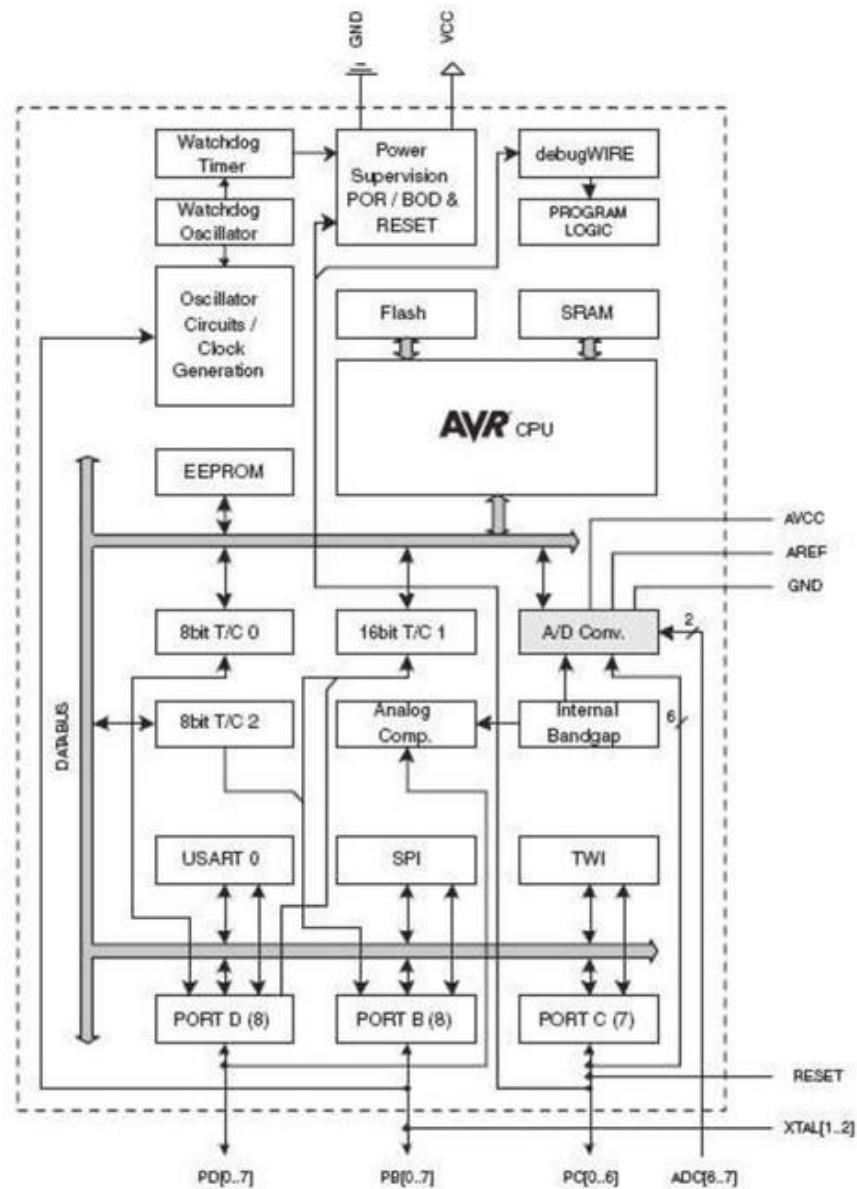 GND
VCC
Watchdog
Timer
Power
Supervision
POR / BOD &
RESET
debugWIRE
Watchdog
Oscillator
PROGRAM
LOGIC
Oscillator
Circuits /
Clock
Generation
Flash
SRAM
AVR CPU
EEPROM
AVCC
AREF
GND
8bit T/C 0
16bit T/C 1
A/D Conv.
2
DATABUS
8bit T/C 2
Analog
Comp.
Internal
Bandgap
6
USART 0
SPI
TWI
PORT D (8)
PORT B (8)
PORT C (7)
RESET
XTAL[1..2]
PD[0..7]
PB[0..7]
PC[0..6]
ADC[6..7]